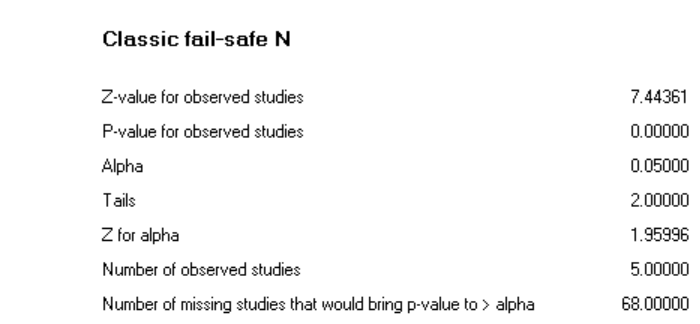 Classic fail-safe N
Z-value for observed studies 7.44361
P-value for observed studies 0.00000
Alpha 0.05000
Tails 2.00000
Z for alpha 1.95996
Number of observed studies 5.00000
Number of missing studies that would bring p-value to > alpha 68.00000